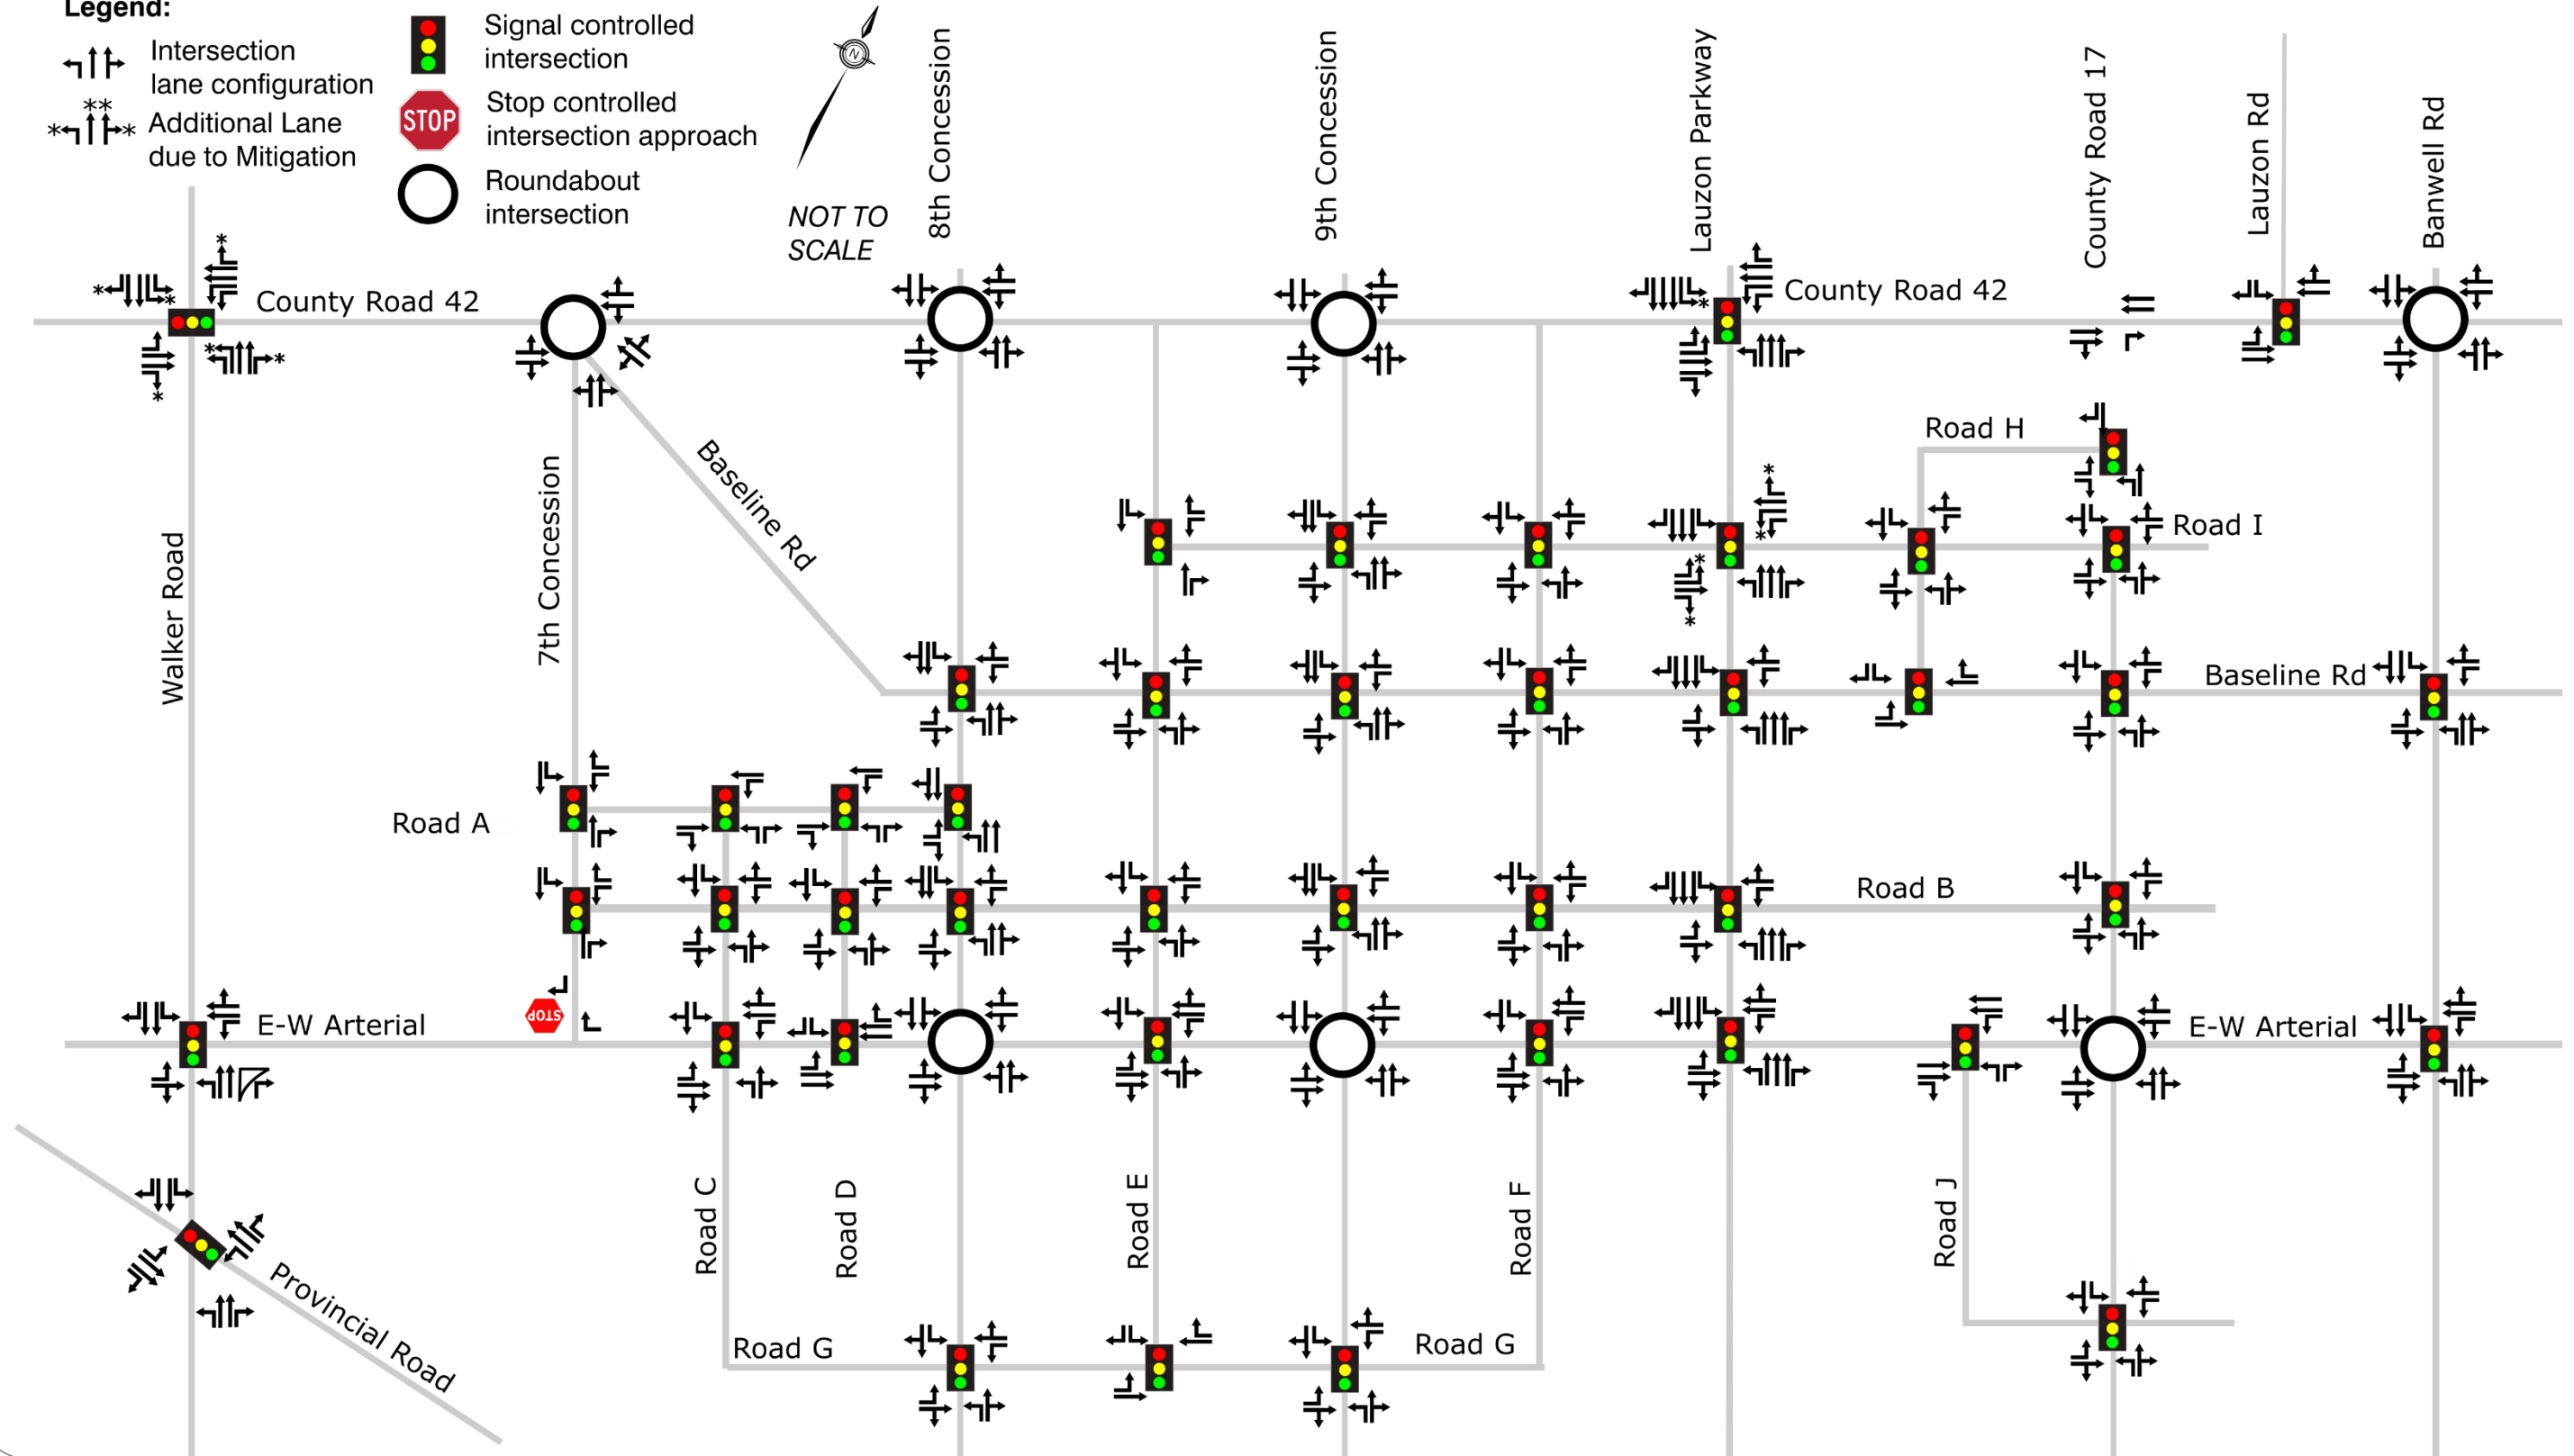 Legend:
Intersection
lane configuration
**
* *
Additional Lane
due to Mitigation
Signal controlled
intersection
STOP
Stop controlled
intersection approach
Roundabout
intersection
N
NOT TO
SCALE
8th Concession
9th Concession
Lauzon Parkway
County Road 17
Lauzon Rd
Banwell Rd
County Road 42
County Road 42
Road H
Baseline Rd
Road I
Walker Road
7th Concession
Baseline Rd
Road A
Road B
STOP
E-W Arterial
E-W Arterial
Road C
Road D
Road E
Road F
Road J
Provincial Road
Road G
Road G